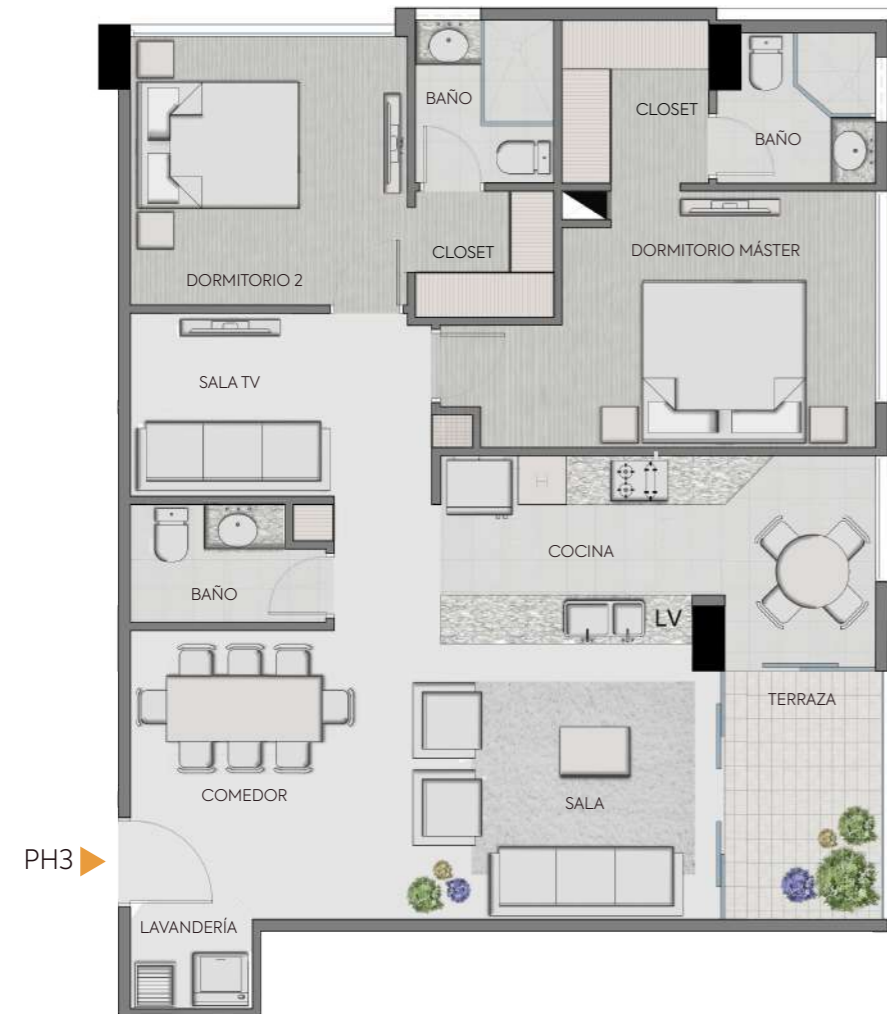 BAÑO
CLOSET
BAÑO
CLOSET
DORMITORIO MÁSTER
DORMITORIO 2
SALA TV
H
COCINA
BAÑO
LV
TERRAZA
COMEDOR
SALA
PH3
LAVANDERÍA